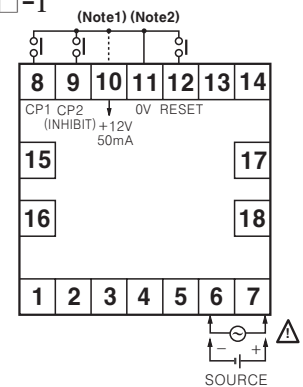 □-1
(Note1) (Note2)
8 9 10 11 12 13 14
CP1 CP2 0V RESET
(INHIBIT) +12V
50mA
15 17
16 18
1 2 3 4 5 6 7
− +
SOURCE